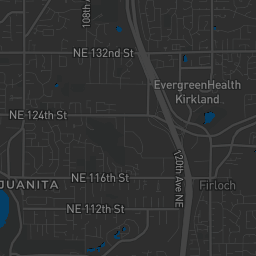 108th
NE 132nd St
EvergreenHealth
Kirkland
NE 124th St
120th Ave NE
JUANITA
NE 116th St
Firloch
NE 112th St